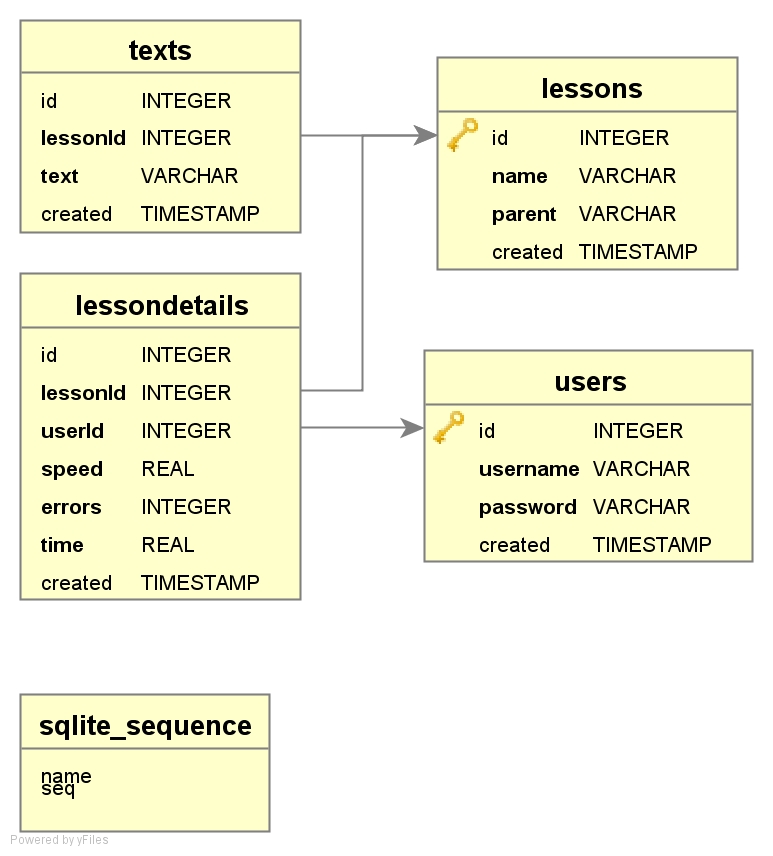 texts
id INTEGER
lessonId INTEGER
text VARCHAR
created TIMESTAMP
lessons
id INTEGER
name VARCHAR
parent VARCHAR
created TIMESTAMP
lessondetails
id INTEGER
lessonId INTEGER
userId INTEGER
speed REAL
errors INTEGER
time REAL
created TIMESTAMP
users
id INTEGER
username VARCHAR
password VARCHAR
created TIMESTAMP
sqlite_sequence
name
seq
Powered by yFiles